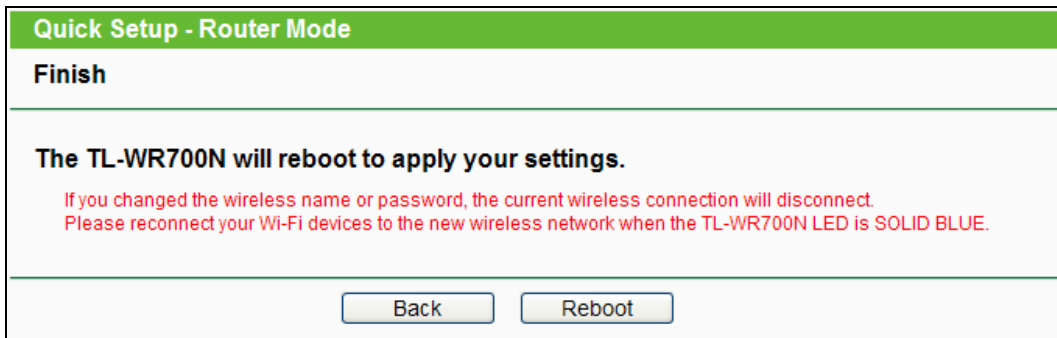 Quick Setup - Router Mode
Finish
The TL-WR700N will reboot to apply your settings.
If you changed the wireless name or password, the current wireless connection will disconnect.
Please reconnect your Wi-Fi devices to the new wireless network when the TL-WR700N LED is SOLID BLUE.
Back Reboot